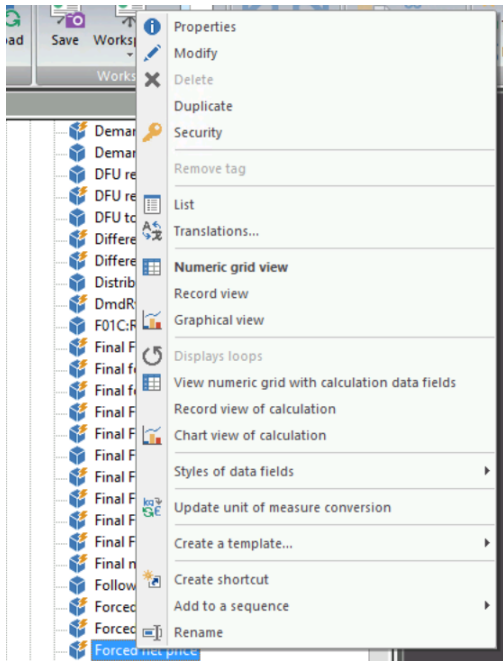 ad
Save
Works
Works
Properties
Modify
Delete
Duplicate
Security
Remove tag
List
Translations...
Numeric grid view
Record view
Graphical view
Displays loops
View numeric grid with calculation data fields
Record view of calculation
Chart view of calculation
Styles of data fields
Update unit of measure conversion
Create a template...
Create shortcut
Add to a sequence
Rename
Demar
Demar
DFU re
DFU re
DFU to
Differe
Differe
Distrib
DmdR
F01C:R
Final F
Final fo
Final fo
Final F
Final F
Final F
Final F
Final F
Final F
Final n
Follow
Forced
Forced
Forced net price